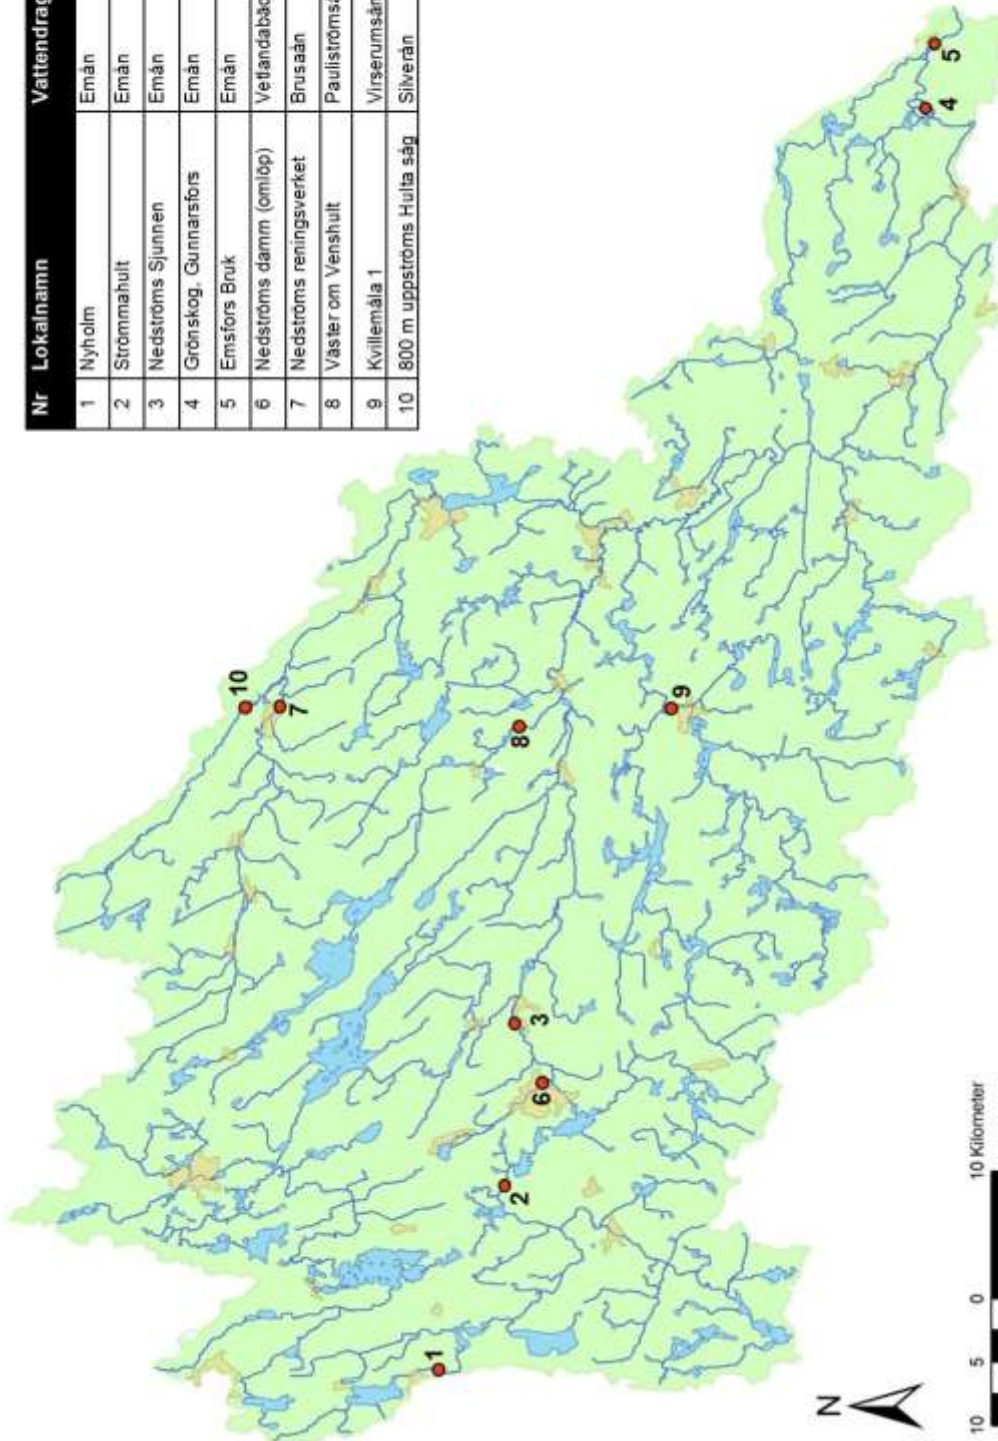 Nr Lokalnamn Vattendrag
1 Nyholm Emån
2 Strömmahult Emån
3 Nedströms Sjunnen Emån
4 Grönskog, Gunnarsfors Emån
5 Emsfors Bruk Emån
6 Nedströms damm (omlöp) Vetlandabäc
7 Nedströms reningsverket Brusaån
8 Väster om Venshult Pauliströmså
9 Kvillemåla 1 Virserumsån
10 800 m uppströms Hulta såg Silverån
10
7
8
9
5
4
3
6
2
1
N
10 5 0 10 Kilometer